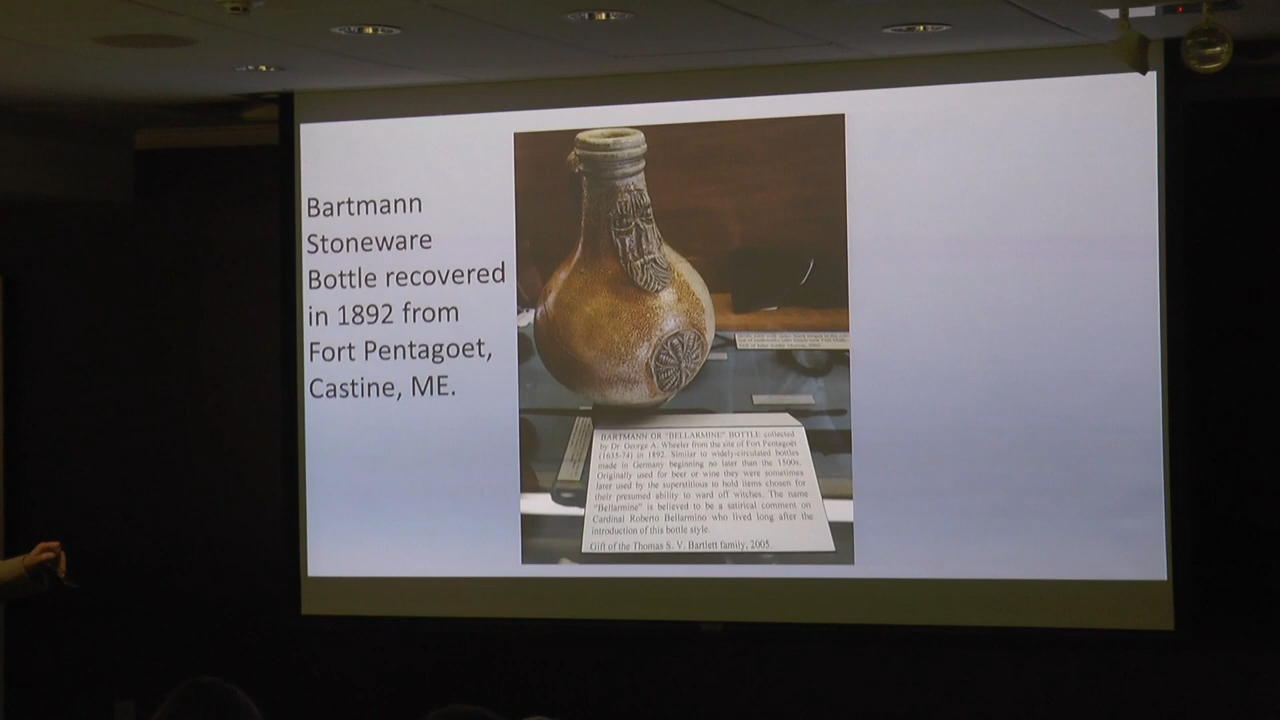 Bartmann
Stoneware
Bottle recovered
in 1892 from
Fort Pentagoet,
Castine, ME.
BARTMANN OR "BELLARMINE" BOTTLE collected
by Dr. George A. Wheeler from the site of Fort Pentagoet
(1635-74) in 1892. Similar to widely-circulated bottles
made in Germany beginning no later than the 1500s.
Originally used for beer or wine they were sometimes
later used by the superstitious to hold items chosen for
their presumed ability to ward off witches. The name
"Bellarmine" is believed to be a satirical comment on
Cardinal Roberto Bellarmino who lived long after the
introduction of this bottle style.
Gift of the Thomas S. V. Bartlett family, 2005